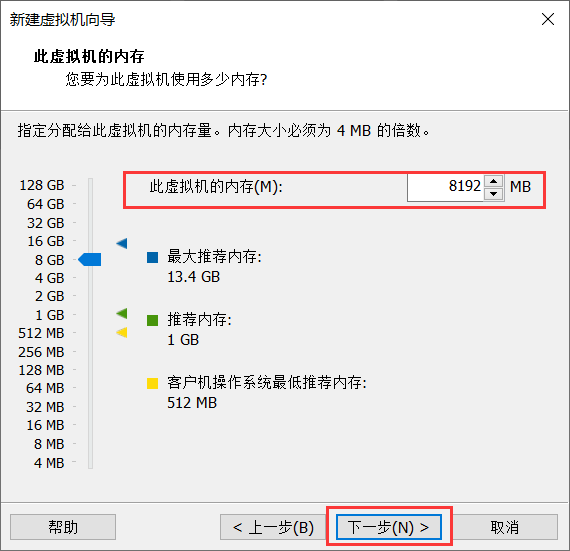 新建虚拟机向导
此虚拟机的内存
您要为此虚拟机使用多少内存?
指定分配给此虚拟机的内存量。内存大小必须为 4 MB 的倍数。
此虚拟机的内存(M): 8192 MB
128 GB
64 GB
32 GB
16 GB
8 GB
4 GB
2 GB
1 GB
512 MB
256 MB
128 MB
64 MB
32 MB
16 MB
8 MB
4 MB
最大推荐内存:
13.4 GB
推荐内存:
1 GB
客户机操作系统最低推荐内存:
512 MB
帮助 < 上一步(B) 下一步(N) > 取消